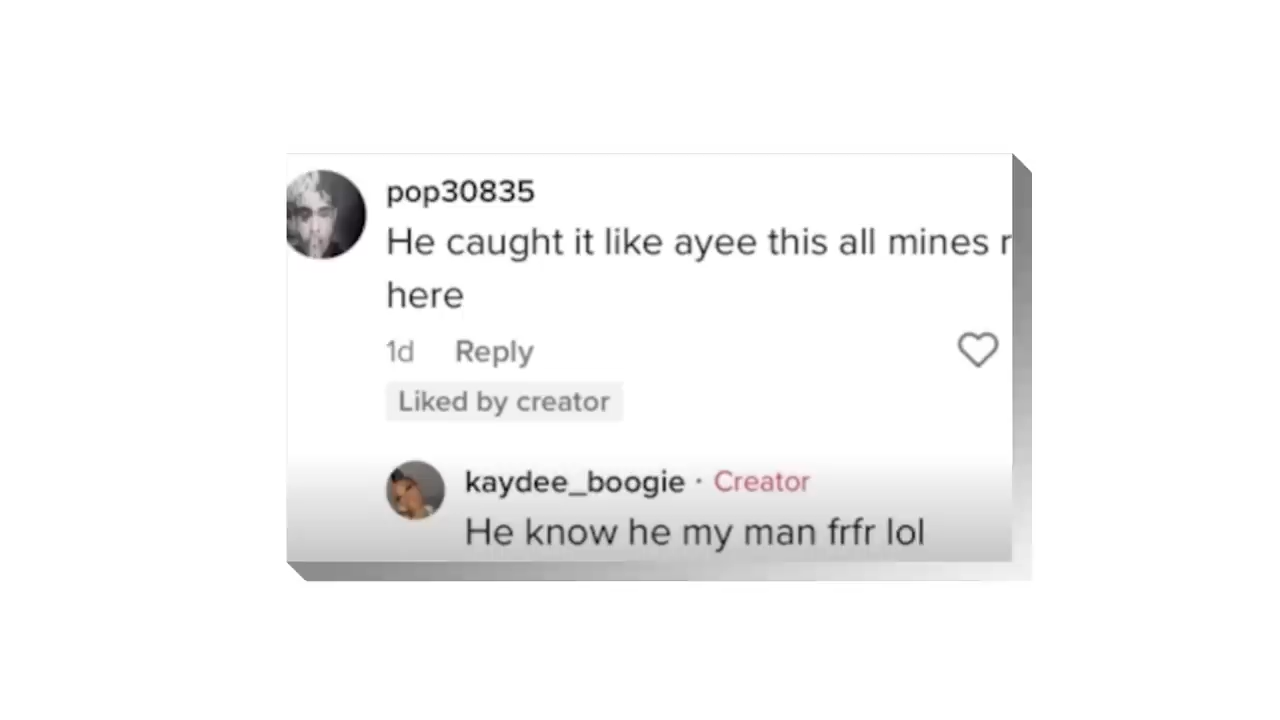 pop30835
He caught it like ayee this all mines
here
1d Reply
Liked by creator
kaydee_boogie · Creator
He know he my man frfr lol